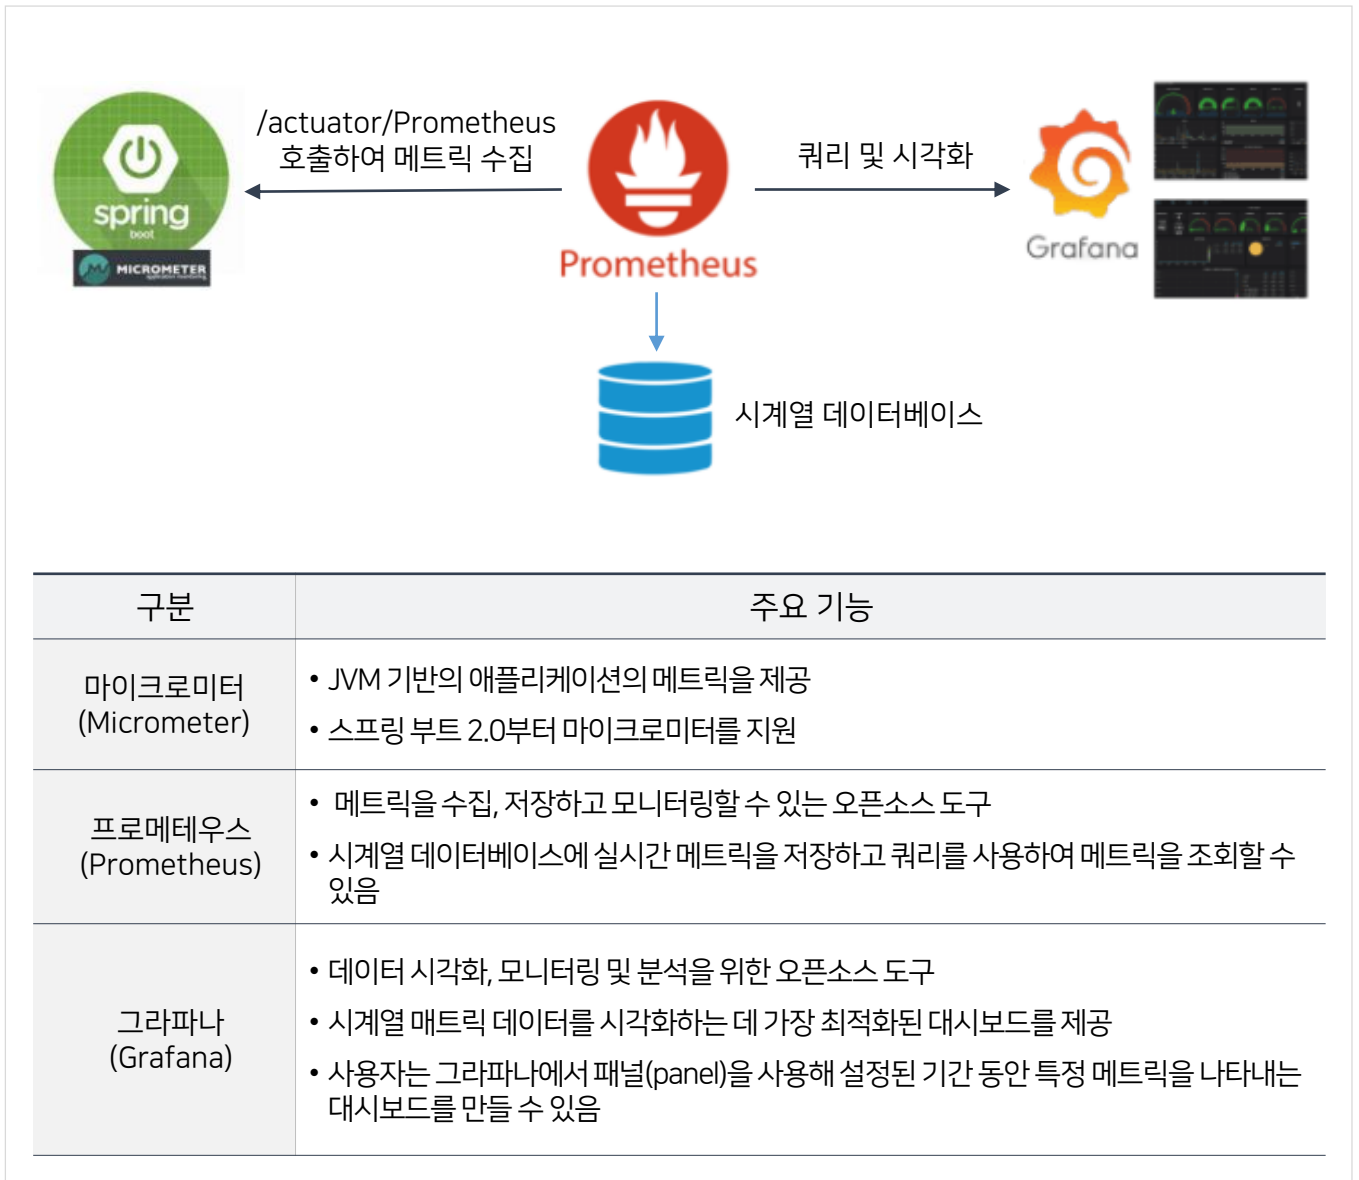 /actuator/Prometheus
호출하여 메트릭 수집
쿼리 및 시각화
spring
boot
MICROMETER
application monitoring
Prometheus
Grafana
시계열 데이터베이스
구분
주요 기능
마이크로미터
(Micrometer)
• JVM 기반의 애플리케이션의 메트릭을 제공
• 스프링 부트 2.0부터 마이크로미터를 지원
프로메테우스
(Prometheus)
• 메트릭을 수집, 저장하고 모니터링할 수 있는 오픈소스 도구
• 시계열 데이터베이스에 실시간 메트릭을 저장하고 쿼리를 사용하여 메트릭을 조회할 수
있음
그라파나
(Grafana)
• 데이터 시각화, 모니터링 및 분석을 위한 오픈소스 도구
• 시계열 매트릭 데이터를 시각화하는 데 가장 최적화된 대시보드를 제공
• 사용자는 그라파나에서 패널(panel)을 사용해 설정된 기간 동안 특정 메트릭을 나타내는
대시보드를 만들 수 있음